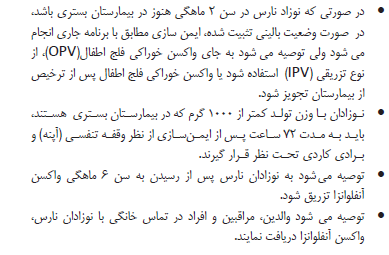 • در صورتی که نوزاد نارس در سن ۲ ماهگی هنوز در بیمارستان بستری باشد،
در صورت وضعیت بالینی تثبیت شده، ایمن سازی مطابق با برنامه جاری انجام
می شود ولی توصیه می شود به جای واکسن خوراکی فلج اطفال(OPV)، از
نوع تزریقی (IPV) استفاده شود یا واکسن خوراکی فلج اطفال پس از ترخیص
از بیمارستان تجویز شود.
• نوزادان با وزن تولد کمتر از ۱۰۰۰ گرم که در بیمارستان بستری هستند،
باید به مدت ۷۲ ساعت پس از ایمن‌سازی از نظر وقفه تنفسی (آپنه) و
برادی کاردی تحت نظر قرار گیرند.
• توصیه می‌شود به نوزادان نارس پس از رسیدن به سن ۶ ماهگی واکسن
آنفلوانزا تزریق شود.
• توصیه می شود والدین، مراقبین و افراد در تماس خانگی با نوزادان نارس،
واکسن آنفلوانزا دریافت نمایند.